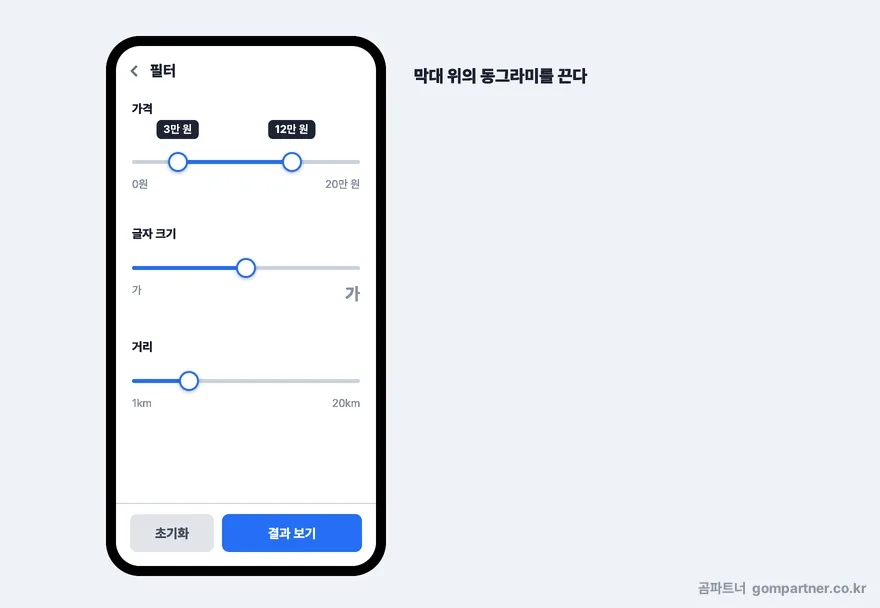 필터
막대 위의 동그라미를 끈다
가격
3만 원 12만 원
0원 20만 원
글자 크기
가 가
거리
1km 20km
초기화 결과 보기
곰파트너 gompartner.co.kr